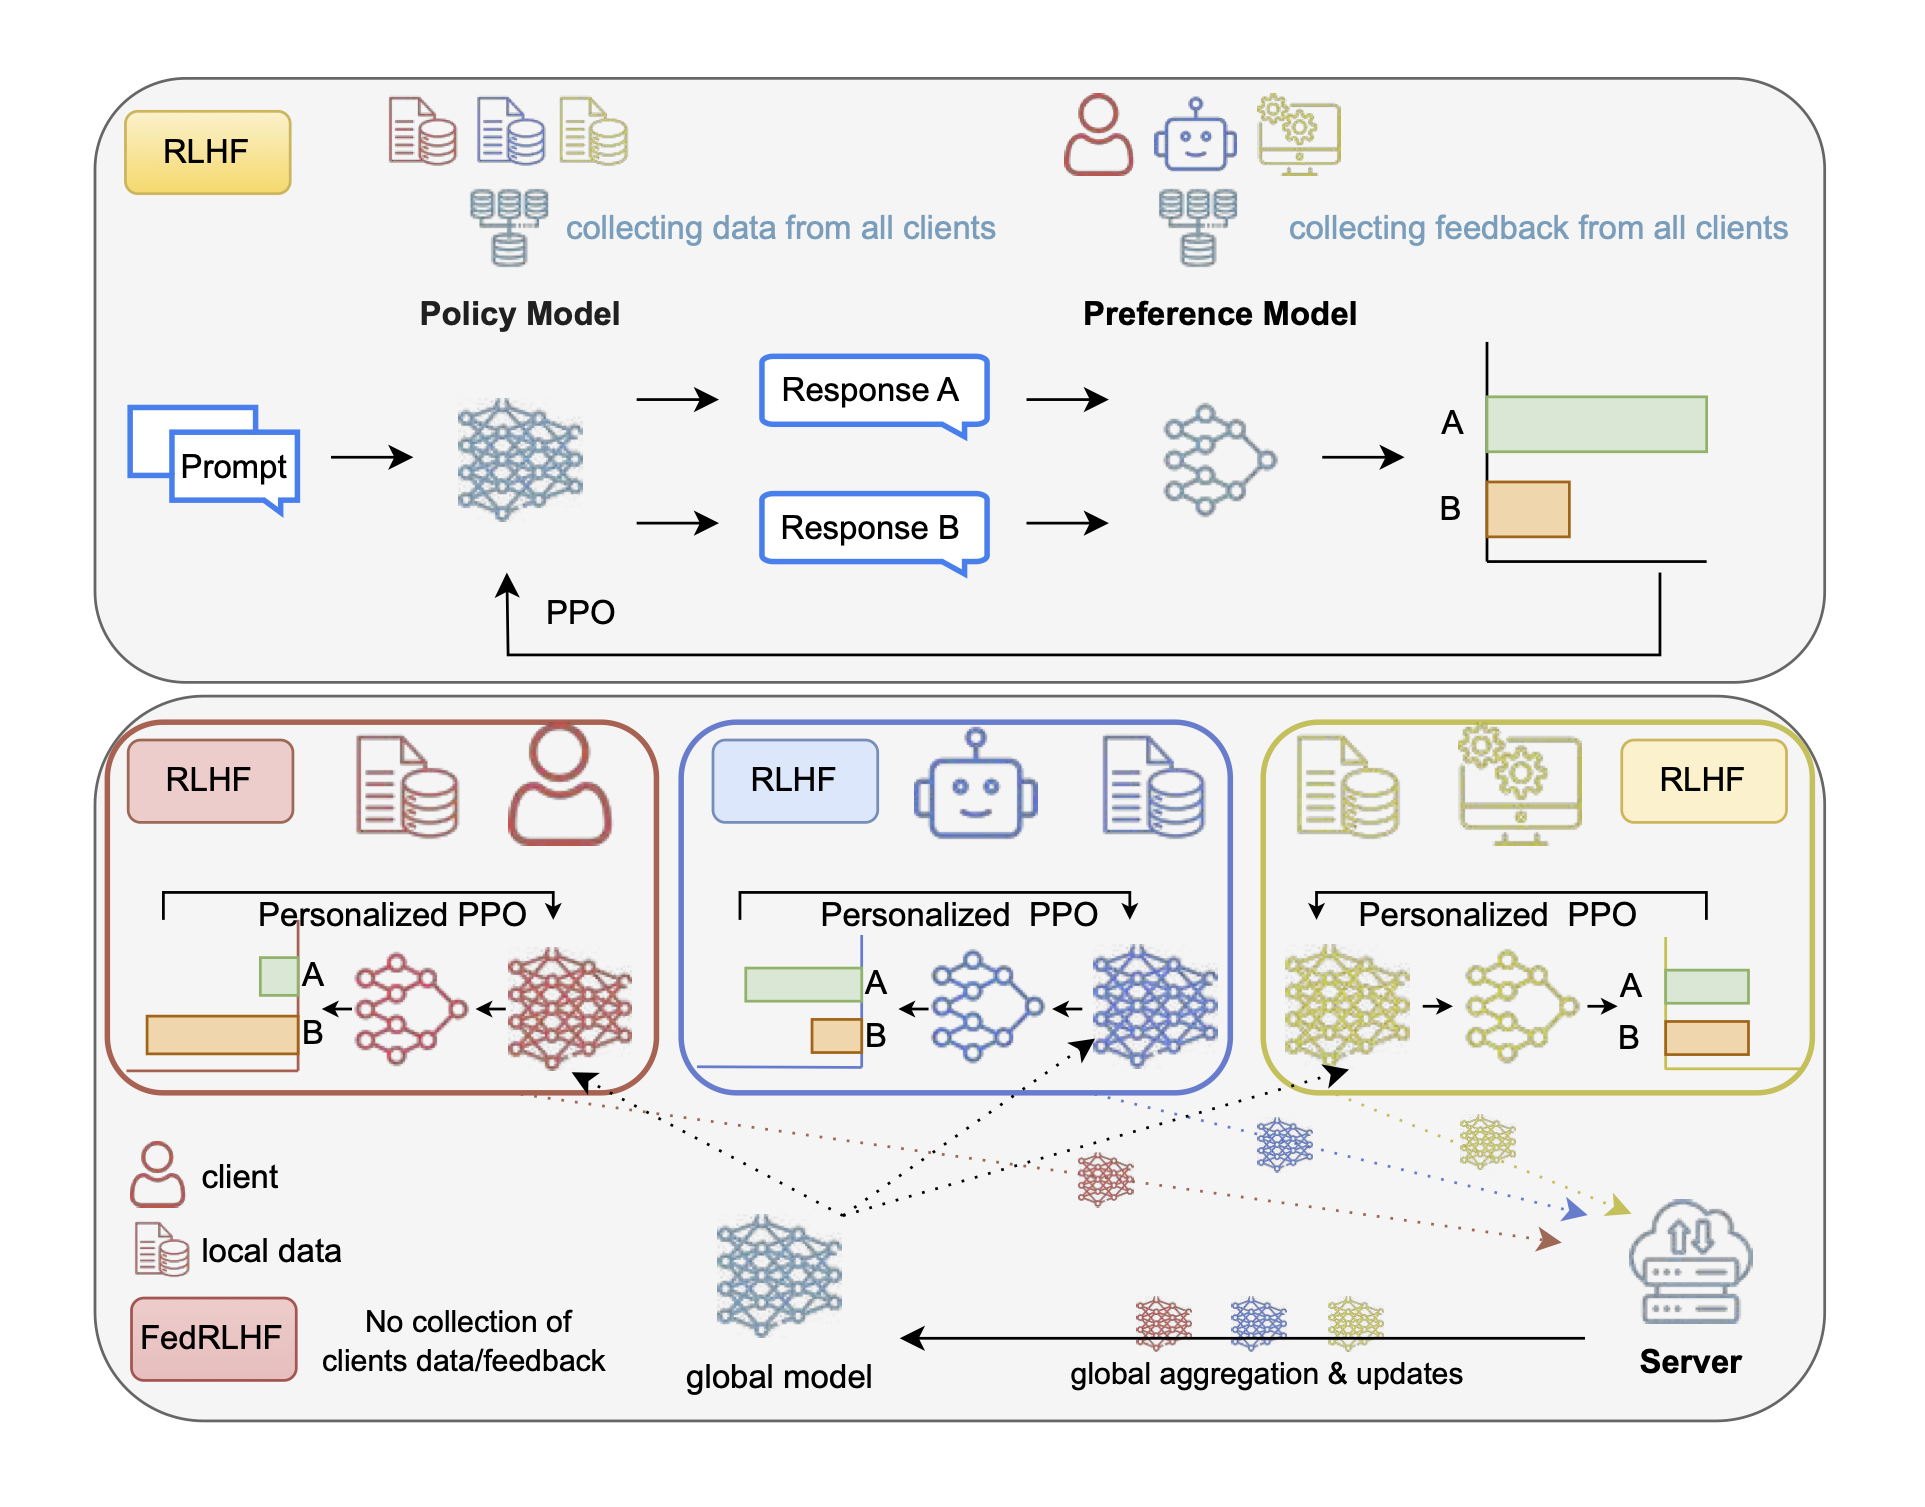 RLHF
collecting data from all clients
collecting feedback from all clients
Policy Model
Preference Model
Prompt
Response A
Response B
A
B
PPO
RLHF
Personalized PPO
A
B
RLHF
Personalized PPO
A
B
RLHF
Personalized PPO
A
B
client
local data
FedRLHF
No collection of
clients data/feedback
global model
global aggregation & updates
Server